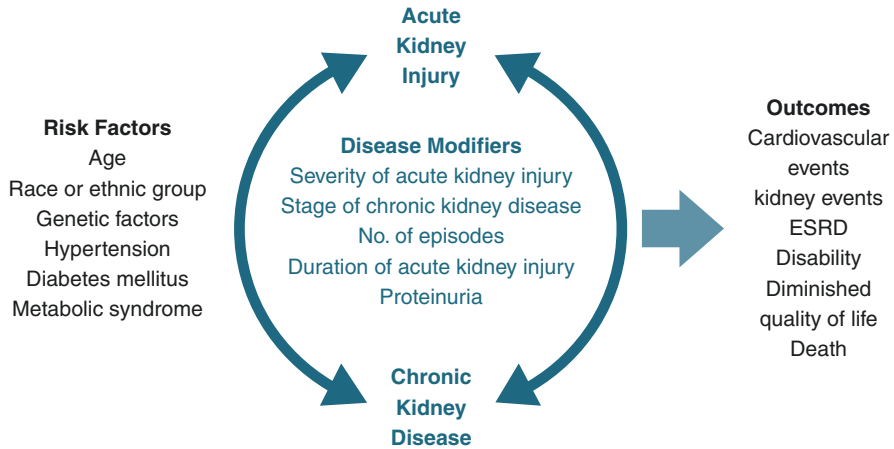 Acute
Kidney
Injury
Risk Factors
Age
Race or ethnic group
Genetic factors
Hypertension
Diabetes mellitus
Metabolic syndrome
Disease Modifiers
Severity of acute kidney injury
Stage of chronic kidney disease
No. of episodes
Duration of acute kidney injury
Proteinuria
Outcomes
Cardiovascular
events
kidney events
ESRD
Disability
Diminished
quality of life
Death
Chronic
Kidney
Disease